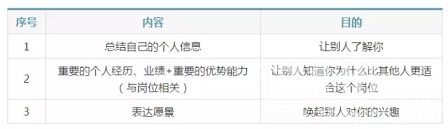 序号 内容 目的
1 总结自己的个人信息 让别人了解你
2 重要的个人经历、业绩+重要的优势能力 让别人知道你为什么比其他人更适
（与岗位相关） 合这个岗位
3 表达愿景 唤起别人对你的兴趣